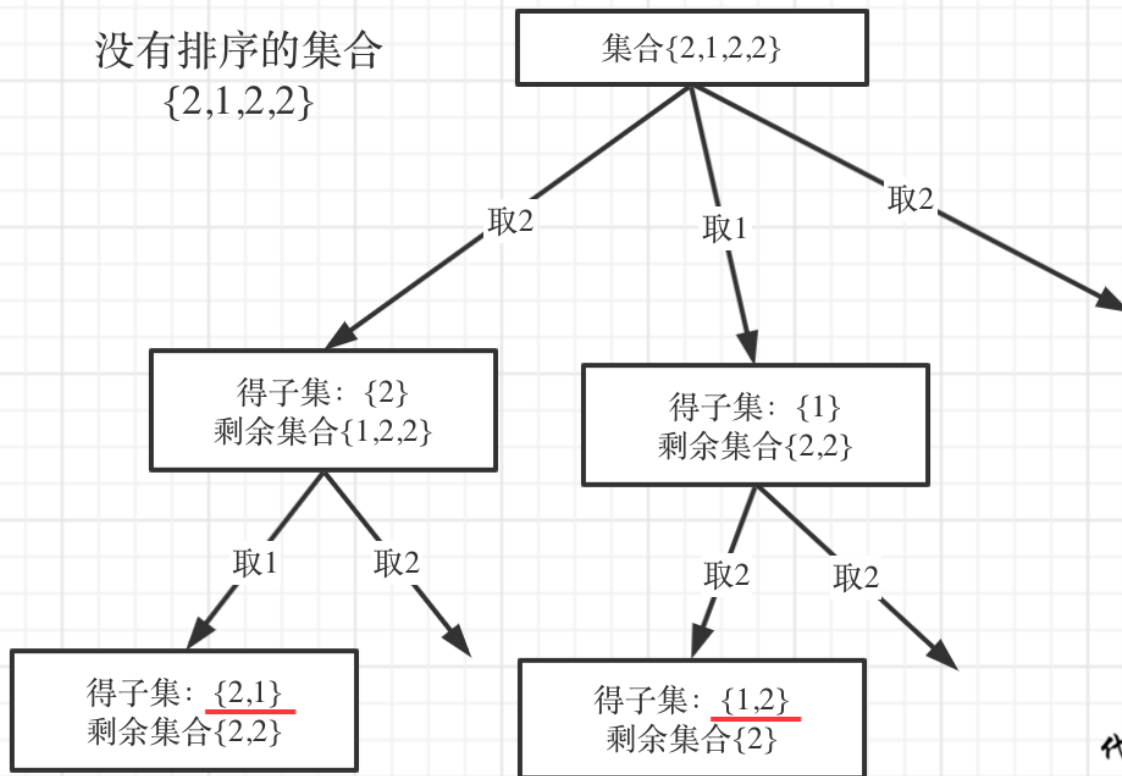 没有排序的集合
{2,1,2,2}
集合{2,1,2,2}
取2
取1
取2
得子集：{2}
剩余集合{1,2,2}
得子集：{1}
剩余集合{2,2}
取1
取2
取2
取2
得子集：{2,1}
剩余集合{2,2}
得子集：{1,2}
剩余集合{2}